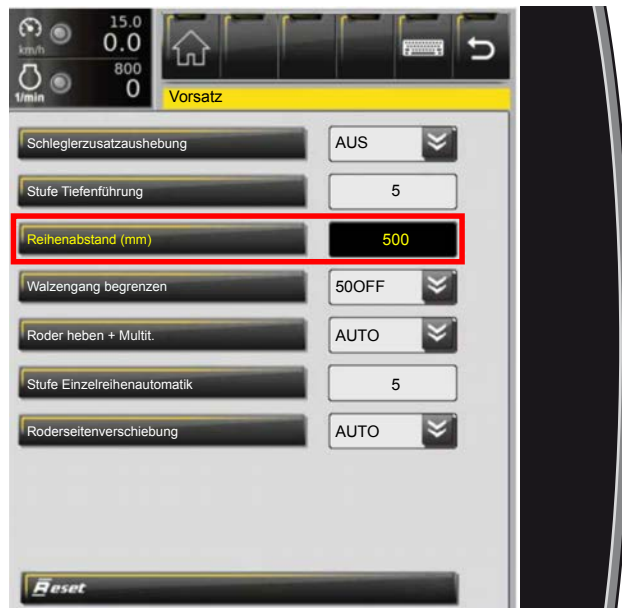 15.0
km/h 0.0
800
1/min 0
Vorsatz
Schleglerzusatzaushebung AUS
Stufe Tiefenführung 5
Reihenabstand (mm) 500
Walzengang begrenzen 50OFF
Roder heben + Multit. AUTO
Stufe Einzelreihenautomatik 5
Roderseitenverschiebung AUTO
Reset